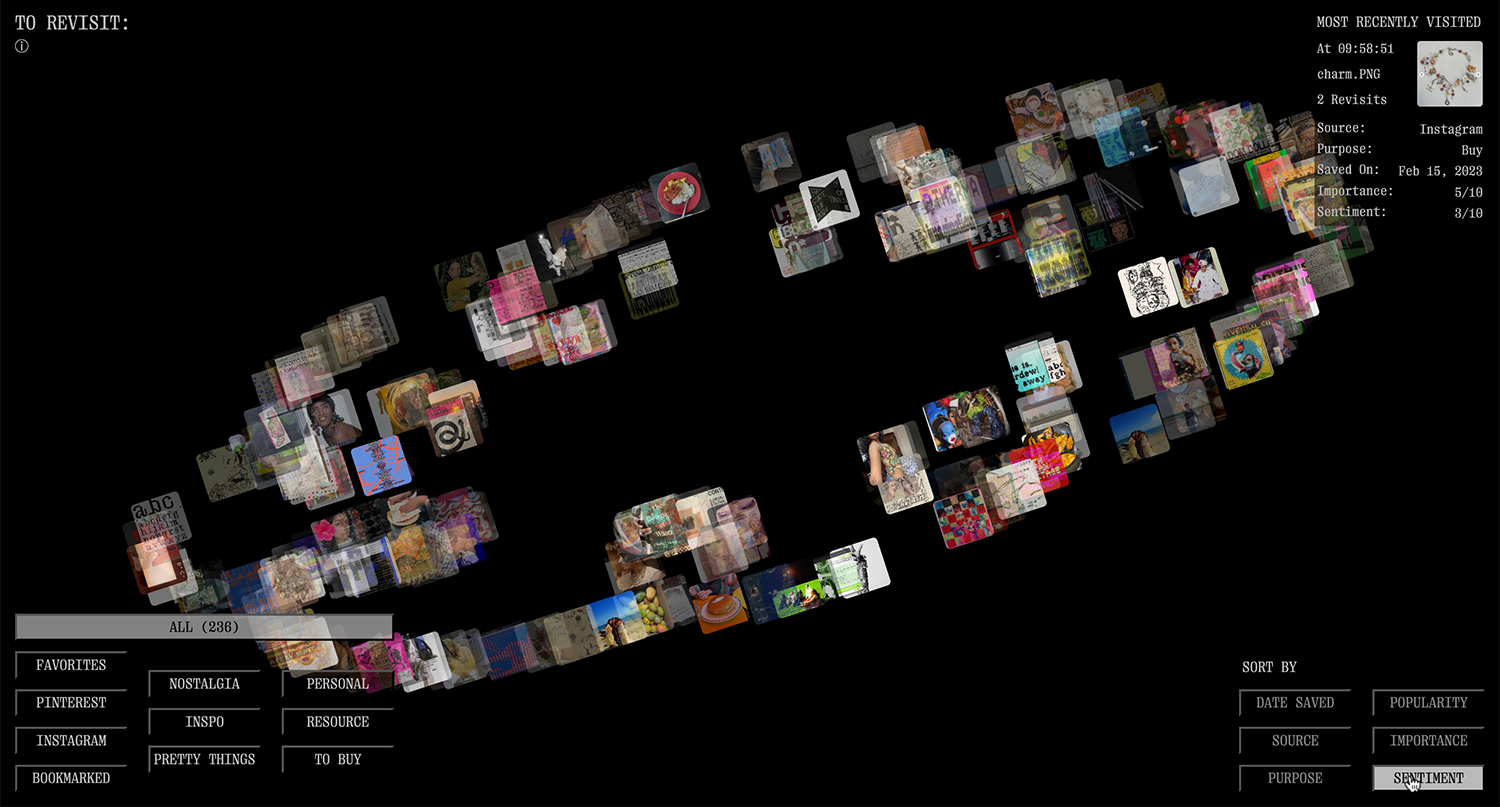 TO REVISIT:
MOST RECENTLY VISITED
At 09:58:51
charm.PNG
2 Revisits
Source: Instagram
Purpose: Buy
Saved On: Feb 15, 2023
Importance: 5/10
Sentiment: 3/10
ALL (236)
FAVORITES
PINTEREST
INSTAGRAM
BOOKMARKED
NOSTALGIA
INSPO
PRETTY THINGS
PERSONAL
RESOURCE
TO BUY
SORT BY
DATE SAVED
POPULARITY
SOURCE
IMPORTANCE
PURPOSE
SENTIMENT
abc